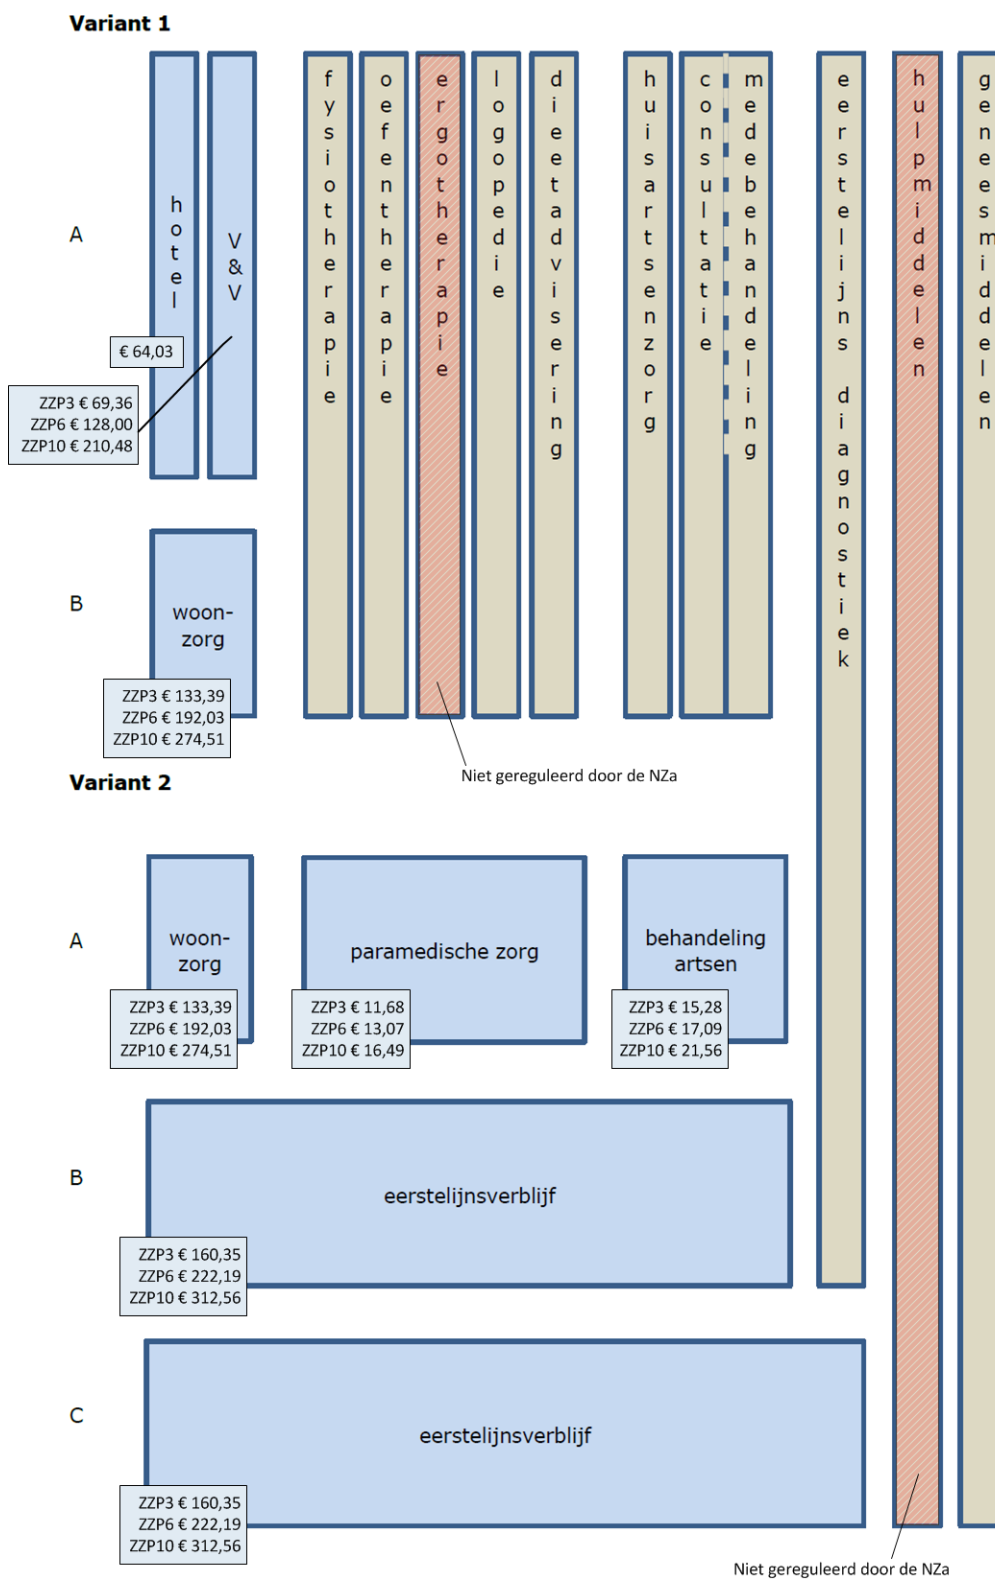 Variant 1
A
hotel
V&V
fysiotherapie
oefentherapie
ergotherapie
logopedie
dieetadvisering
huisartsenzorg
consultatie
medebehandeling
eerstelijns diagnostiek
hulpmiddelen
geneesmiddelen
€ 64,03
ZZP3 € 69,36
ZZP6 € 128,00
ZZP10 € 210,48
B
woon-
zorg
ZZP3 € 133,39
ZZP6 € 192,03
ZZP10 € 274,51
Niet gereguleerd door de NZa
Variant 2
A
woon-
zorg
ZZP3 € 133,39
ZZP6 € 192,03
ZZP10 € 274,51
paramedische zorg
ZZP3 € 11,68
ZZP6 € 13,07
ZZP10 € 16,49
behandeling
artsen
ZZP3 € 15,28
ZZP6 € 17,09
ZZP10 € 21,56
B
eerstelijnsverblijf
ZZP3 € 160,35
ZZP6 € 222,19
ZZP10 € 312,56
C
eerstelijnsverblijf
ZZP3 € 160,35
ZZP6 € 222,19
ZZP10 € 312,56
Niet gereguleerd door de NZa